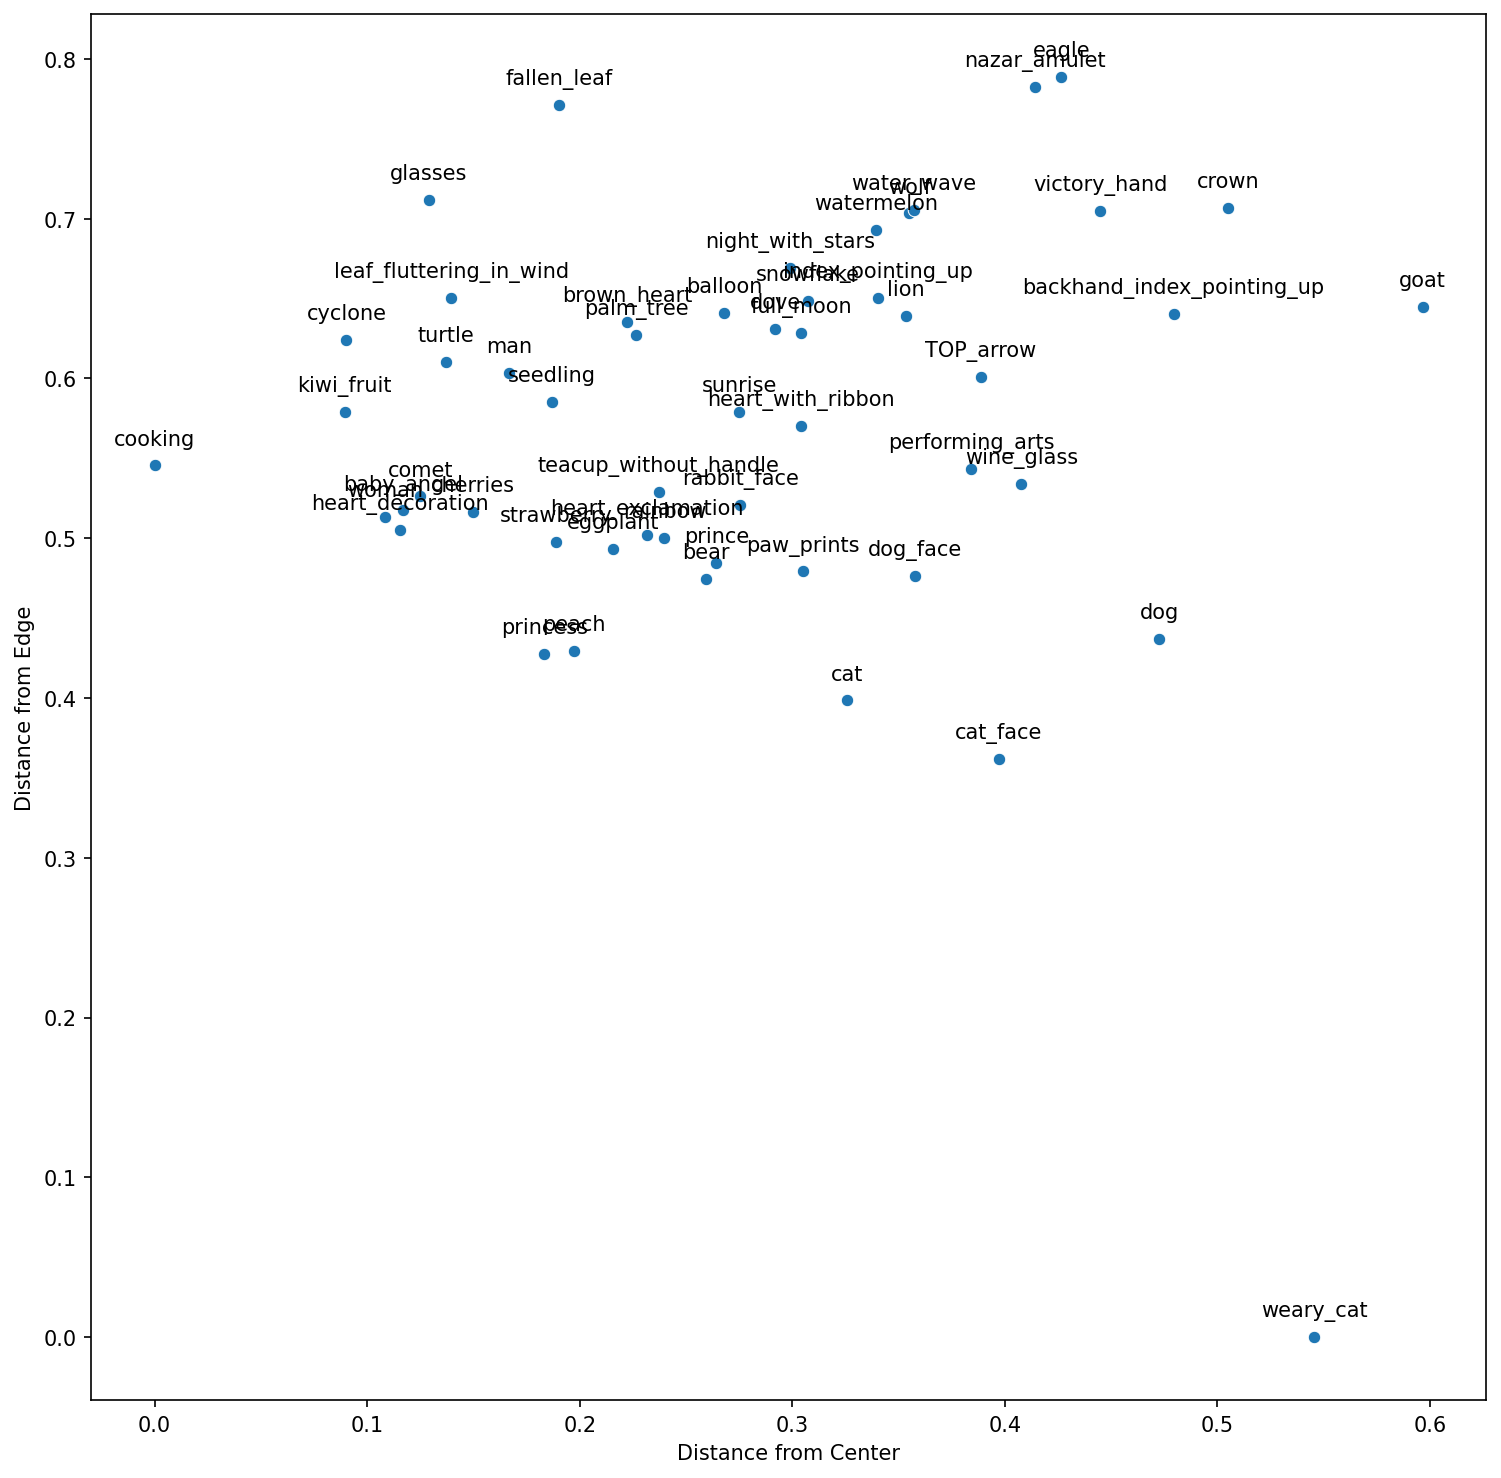 eagle
nazar_amulet
fallen_leaf
glasses
water_wave
wolf
victory_hand
crown
watermelon
night_with_stars
leaf_fluttering_in_wind
snowflake
index_pointing_up
goat
balloon
lion
backhand_index_pointing_up
brown_heart
dove
palm_tree
full_moon
cyclone
turtle
man
TOP_arrow
kiwi_fruit
seedling
sunrise
heart_with_ribbon
cooking
performing_arts
wine_glass
comet
teacup_without_handle
baby_angel
cherries
rabbit_face
woman
heart_decoration
heart_exclamation
strawberry
rainbow
eggplant
prince
bear
paw_prints
dog_face
princess
peach
dog
cat
cat_face
weary_cat
0.8
0.7
0.6
0.5
0.4
0.3
0.2
0.1
0.0
Distance from Edge
0.0 0.1 0.2 0.3 0.4 0.5 0.6
Distance from Center